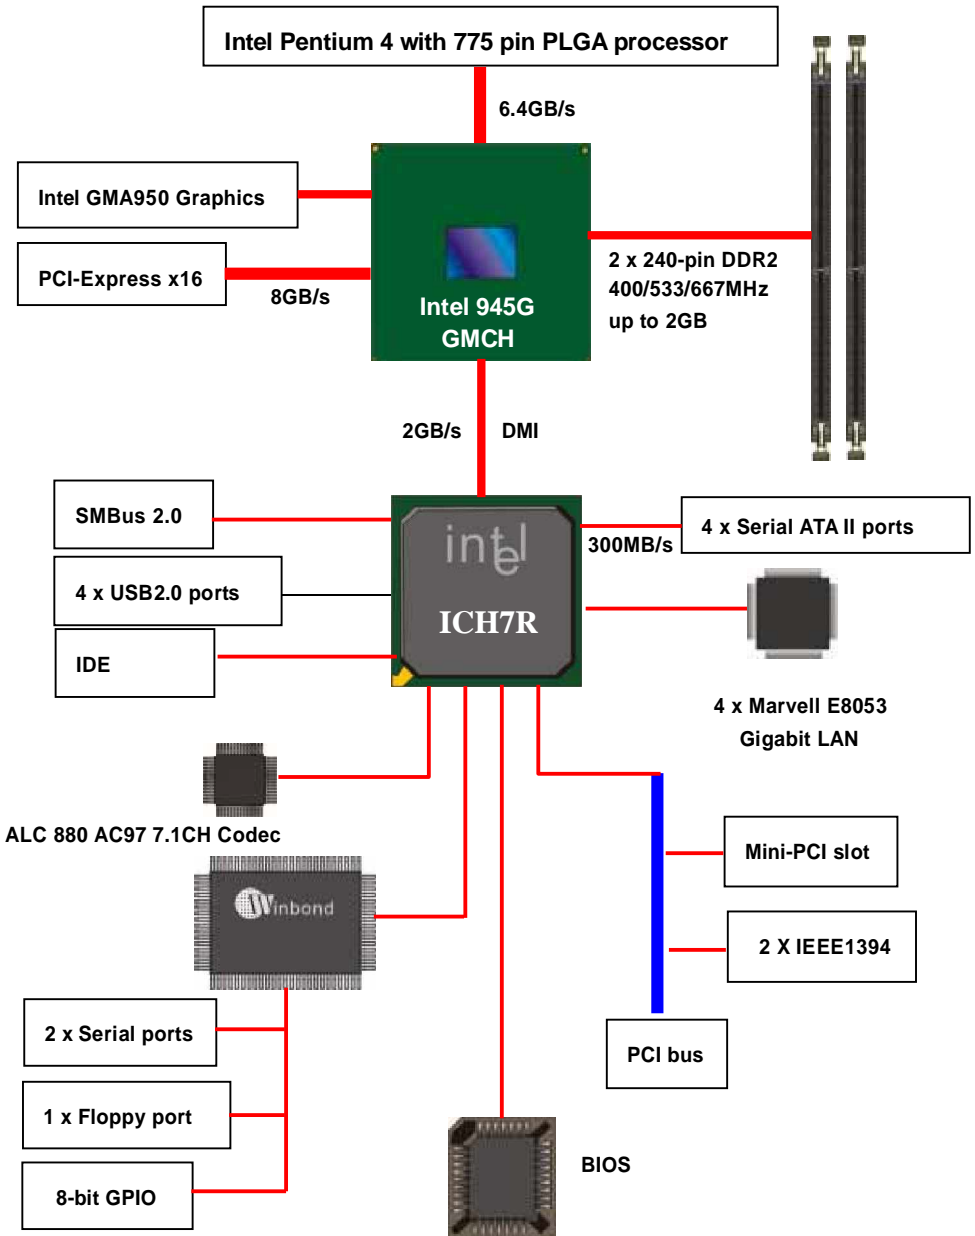 Intel Pentium 4 with 775 pin PLGA processor
6.4GB/s
Intel GMA950 Graphics
PCI-Express x16
8GB/s
Intel 945G
GMCH
2 x 240-pin DDR2
400/533/667MHz
up to 2GB
2GB/s
DMI
SMBus 2.0
4 x USB2.0 ports
IDE
intel
ICH7R
300MB/s
4 x Serial ATA II ports
4 x Marvell E8053
Gigabit LAN
ALC 880 AC97 7.1CH Codec
Winbond
Mini-PCI slot
2 X IEEE1394
PCI bus
2 x Serial ports
1 x Floppy port
8-bit GPIO
BIOS